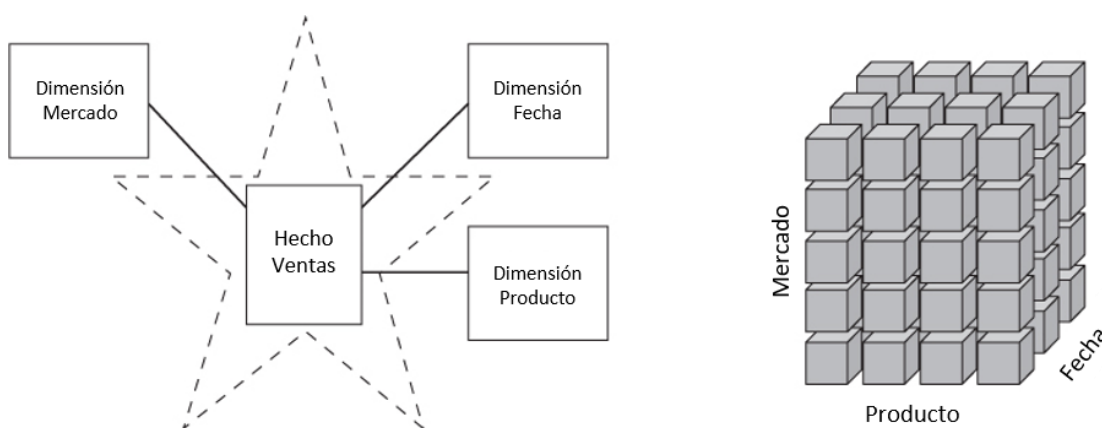 Dimensión
Mercado
Dimensión
Fecha
Hecho
Ventas
Dimensión
Producto
Mercado
Fecha
Producto